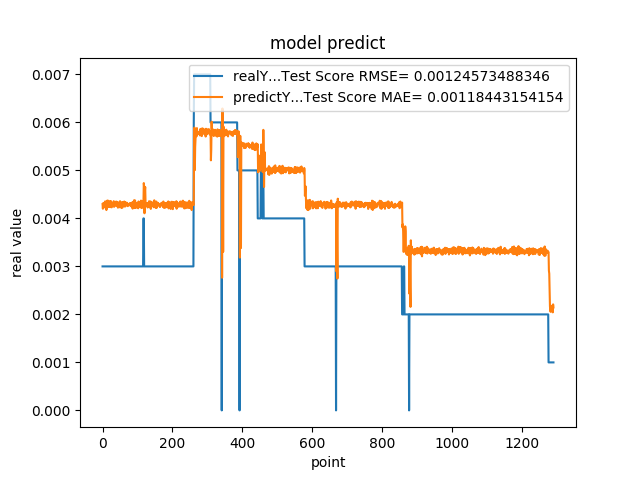 model predict
realY...Test Score RMSE= 0.00124573488346
predictY...Test Score MAE= 0.00118443154154
0.007
0.006
0.005
0.004
0.003
0.002
0.001
0.000
real value
0 200 400 600 800 1000 1200
point